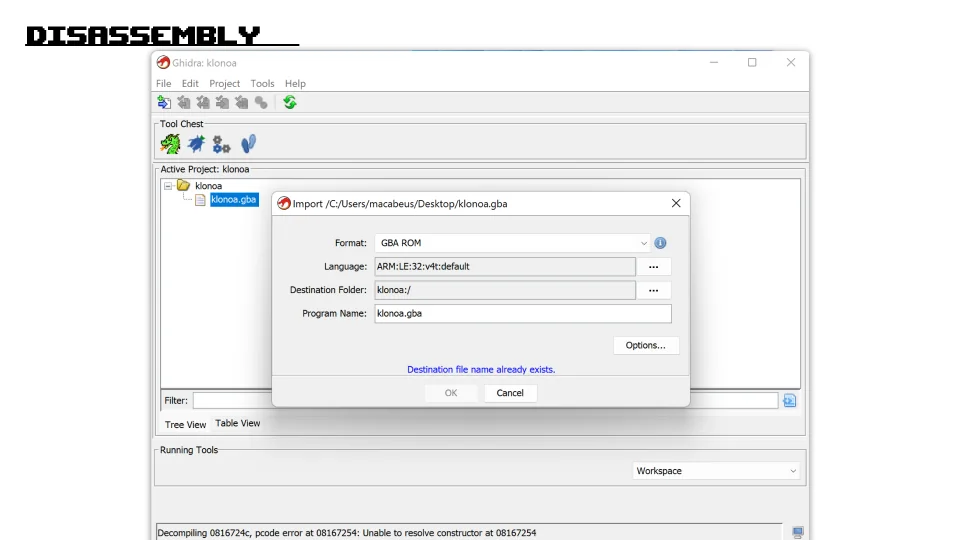 DISASSEMBLY
Ghidra: klonoa
File Edit Project Tools Help
Tool Chest
Active Project: klonoa
klonoa
klonoa.gba
Import /C:/Users/macabeus/Desktop/klonoa.gba
Format: GBA ROM
Language: ARM:LE:32:v4t:default ...
Destination Folder: klonoa:/ ...
Program Name: klonoa.gba
Options...
Destination file name already exists.
OK Cancel
Filter:
Tree View Table View
Running Tools
Workspace
Decompiling 0816724c, pcode error at 08167254: Unable to resolve constructor at 08167254